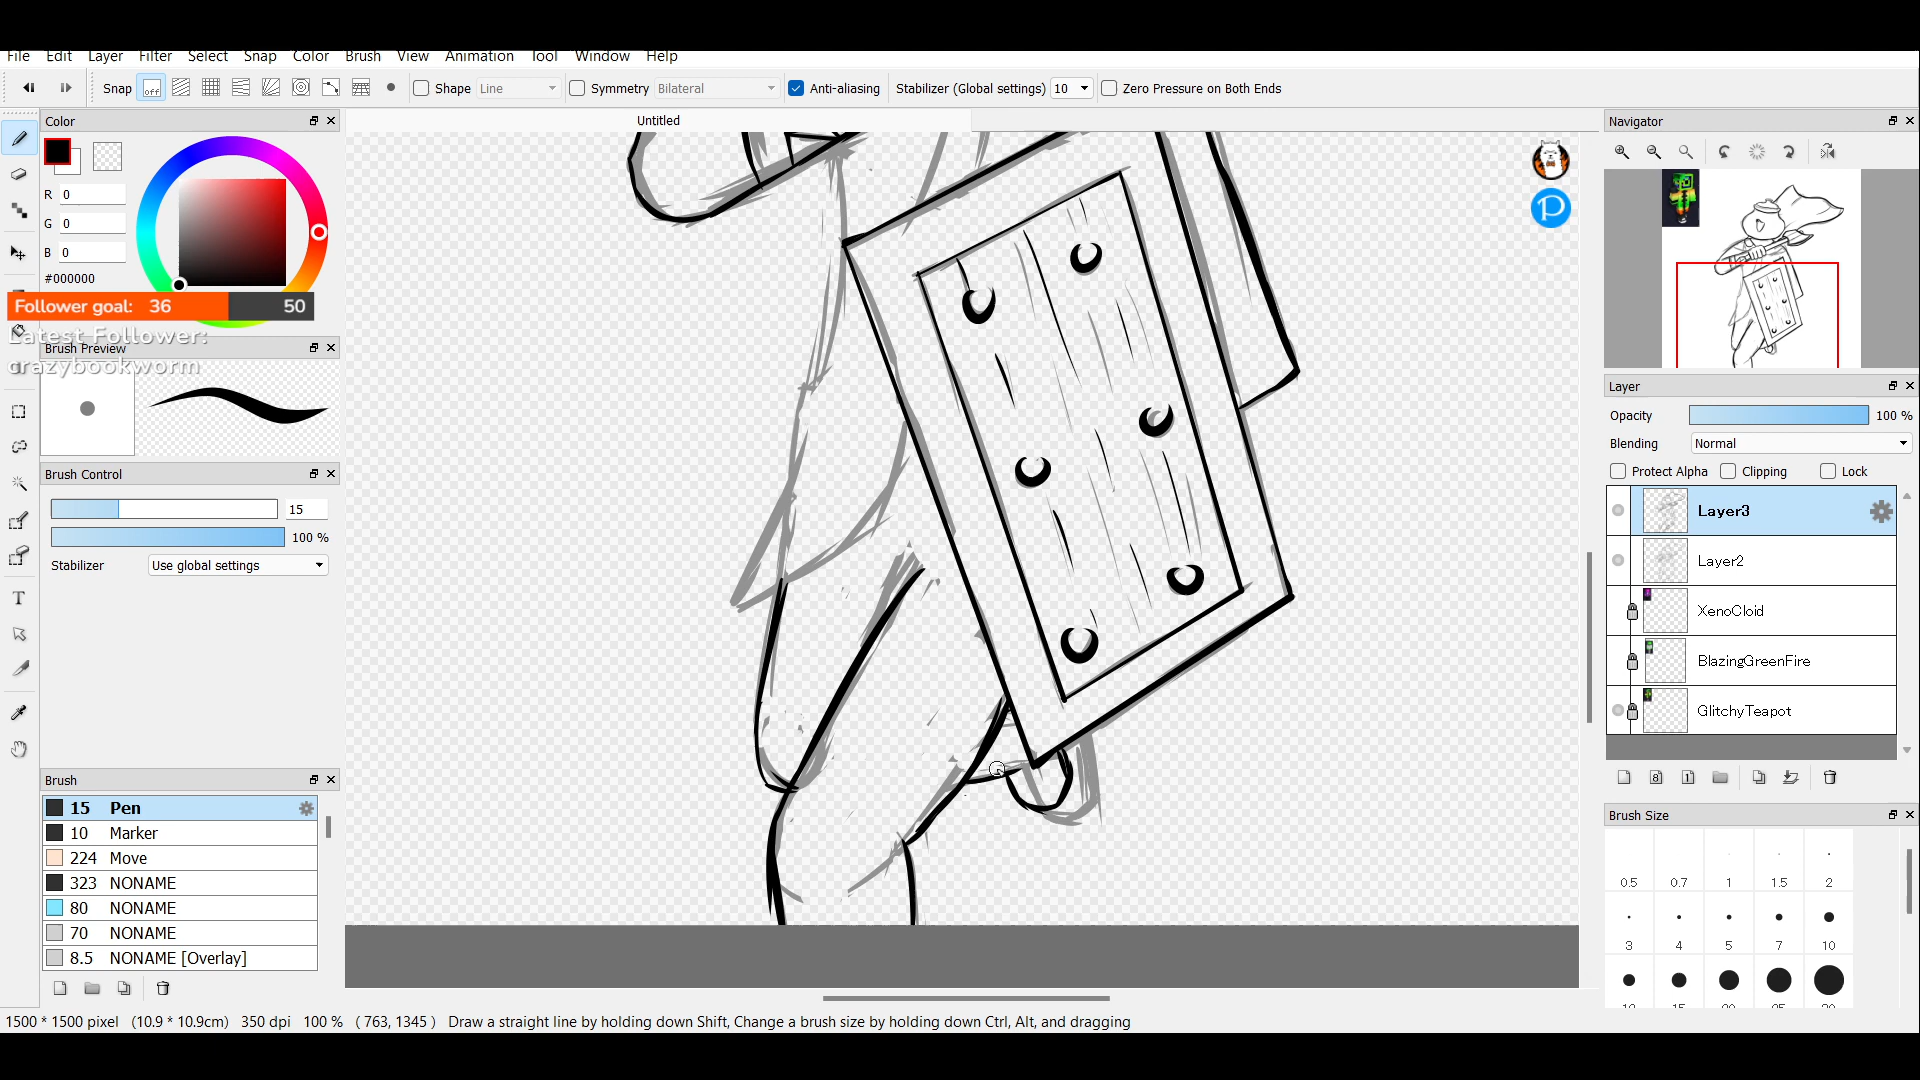 File Edit Layer Filter Select Snap Color Brush View Animation Tool Window Help
Snap off Shape Line Symmetry Bilateral Anti-aliasing Stabilizer (Global settings) 10 Zero Pressure on Both Ends
Color
Untitled
Navigator
R 0
G 0
B 0
#000000
Follower goal: 36 50
Latest Follower:
crazybookworm
Brush Preview
Brush Control
15
100 %
Stabilizer Use global settings
Brush
15 Pen
10 Marker
224 Move
323 NONAME
80 NONAME
70 NONAME
8.5 NONAME [Overlay]
Layer
Opacity 100 %
Blending Normal
Protect Alpha Clipping Lock
Layer3
Layer2
XenoCloid
BlazingGreenFire
GlitchyTeapot
Brush Size
0.5 0.7 1 1.5 2
3 4 5 7 10
1500 * 1500 pixel (10.9 * 10.9cm) 350 dpi 100 % ( 763, 1345 ) Draw a straight line by holding down Shift, Change a brush size by holding down Ctrl, Alt, and dragging